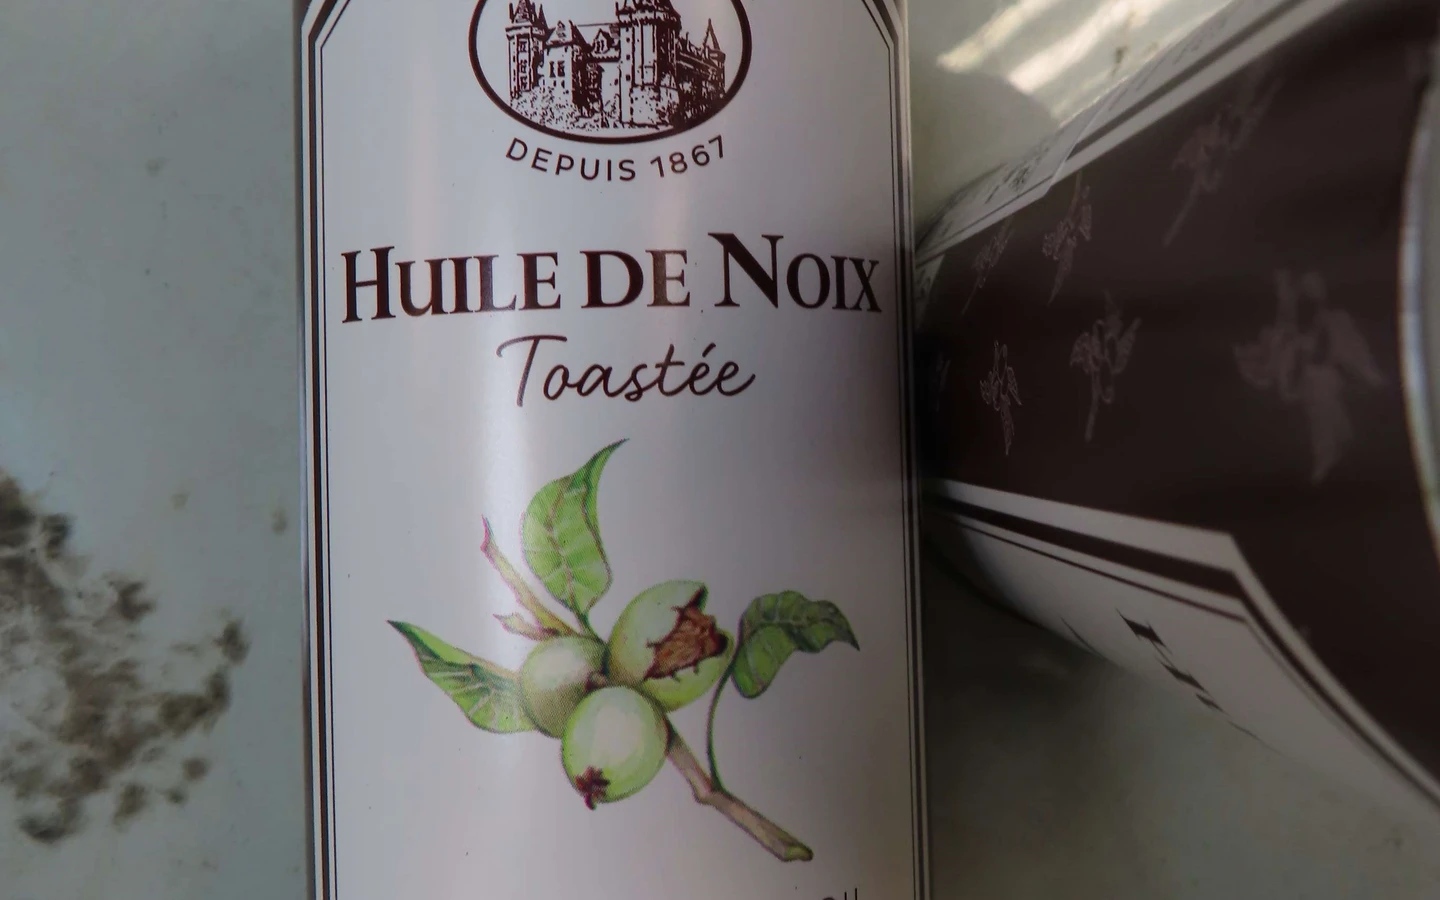 DEPUIS 1867
HUILE DE NOIX
Toastée